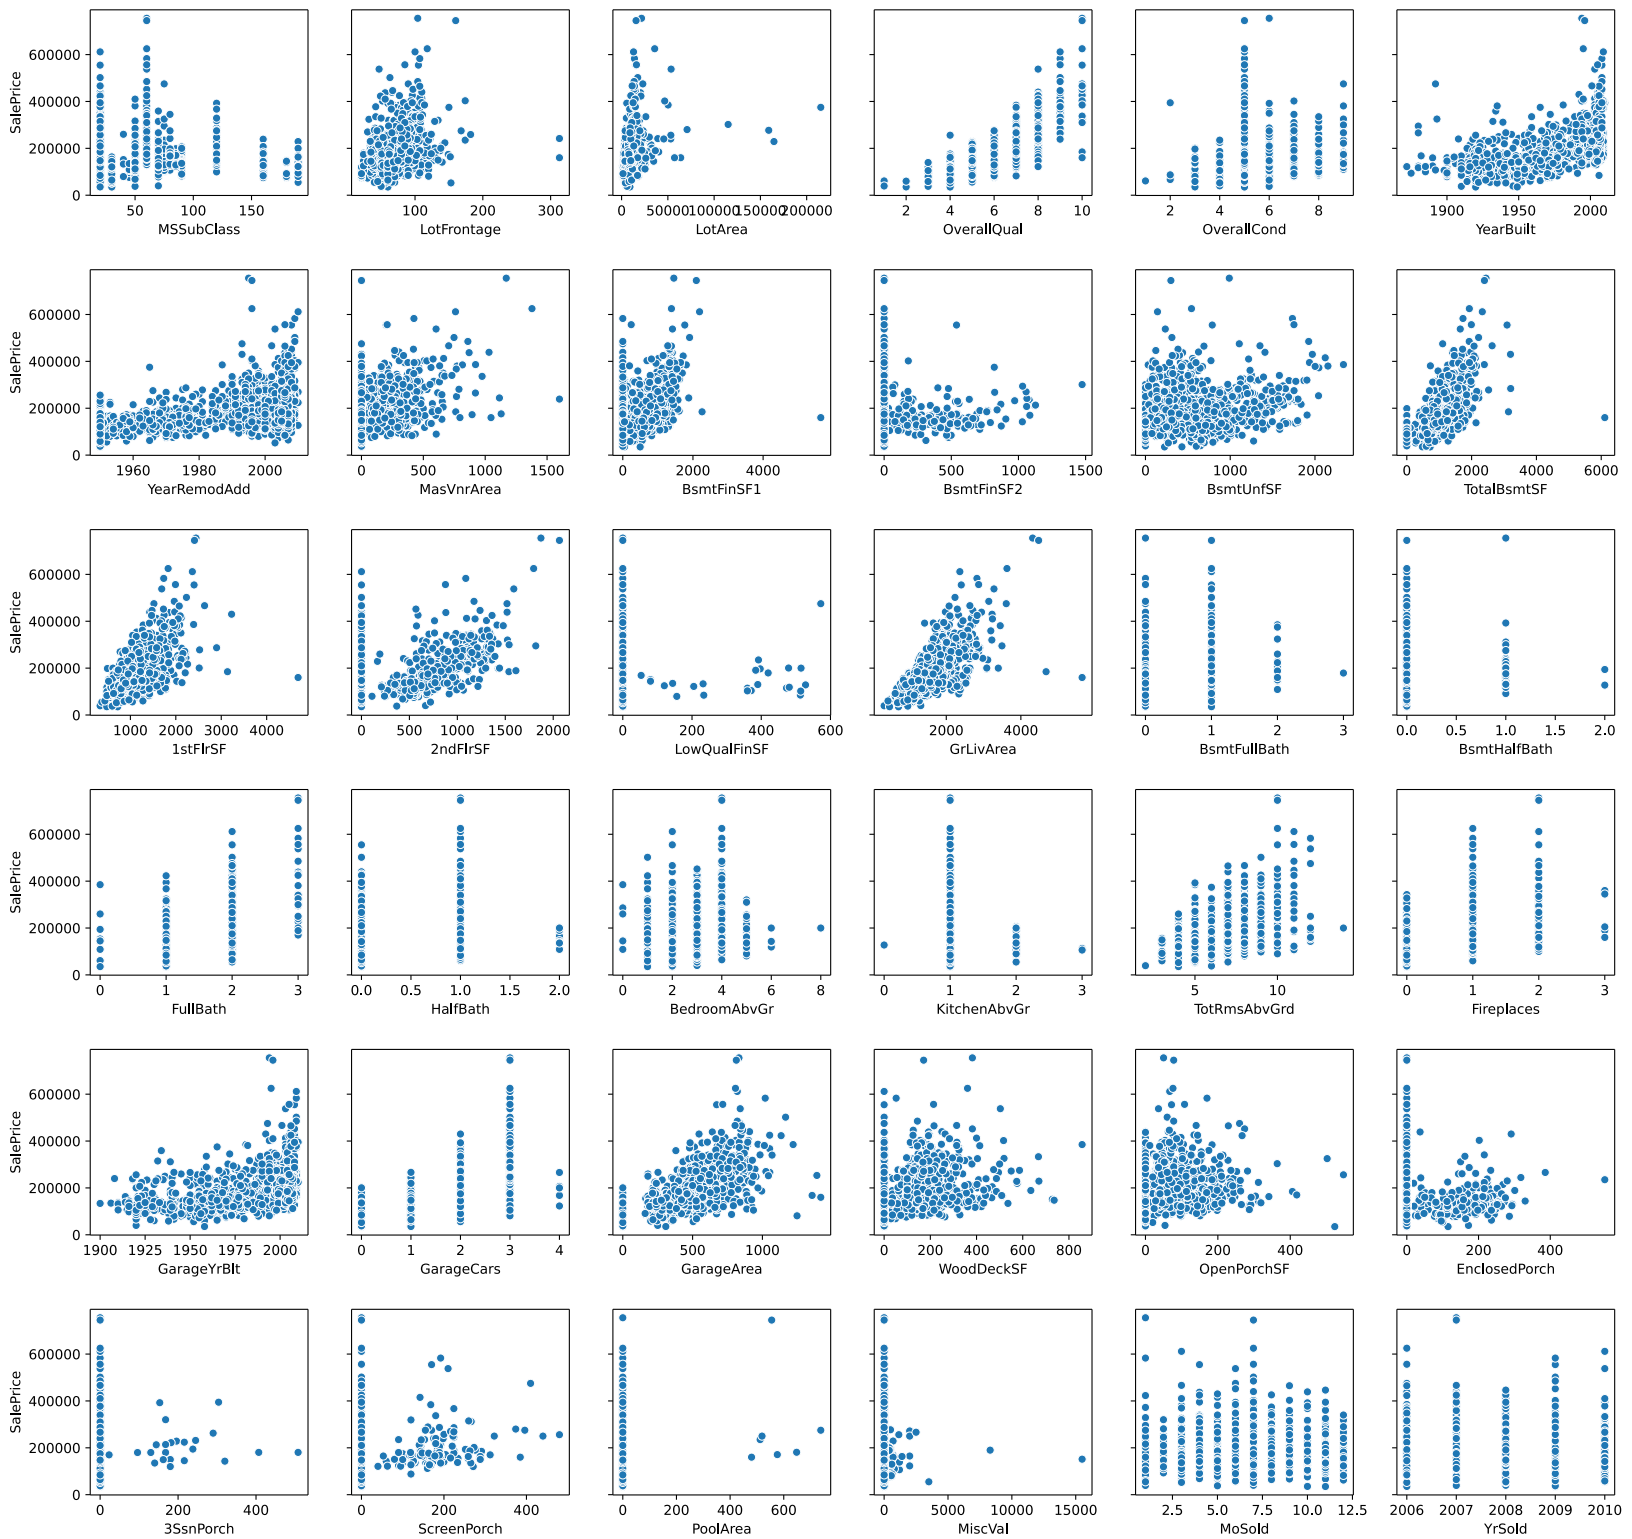 600000
400000
200000
0
SalePrice
50 100 150
MSSubClass
100 200 300
LotFrontage
0 50000 100000 150000 200000
LotArea
2 4 6 8 10
OverallQual
2 4 6 8
OverallCond
1900 1950 2000
YearBuilt
600000
400000
200000
0
SalePrice
1960 1980 2000
YearRemodAdd
0 500 1000 1500
MasVnrArea
0 2000 4000
BsmtFinSF1
0 500 1000 1500
BsmtFinSF2
0 1000 2000
BsmtUnfSF
0 2000 4000 6000
TotalBsmtSF
600000
400000
200000
0
SalePrice
1000 2000 3000 4000
1stFlrSF
0 500 1000 1500 2000
2ndFlrSF
0 200 400 600
LowQualFinSF
2000 4000
GrLivArea
0 1 2 3
BsmtFullBath
0.0 0.5 1.0 1.5 2.0
BsmtHalfBath
600000
400000
200000
0
SalePrice
0 1 2 3
FullBath
0.0 0.5 1.0 1.5 2.0
HalfBath
0 2 4 6 8
BedroomAbvGr
0 1 2 3
KitchenAbvGr
5 10
TotRmsAbvGrd
0 1 2 3
Fireplaces
600000
400000
200000
0
SalePrice
1900 1925 1950 1975 2000
GarageYrBlt
0 1 2 3 4
GarageCars
0 500 1000
GarageArea
0 200 400 600 800
WoodDeckSF
0 200 400
OpenPorchSF
0 200 400
EnclosedPorch
600000
400000
200000
0
SalePrice
0 200 400
3SsnPorch
0 200 400
ScreenPorch
0 200 400 600
PoolArea
0 5000 10000 15000
MiscVal
2.5 5.0 7.5 10.0 12.5
MoSold
2006 2007 2008 2009 2010
YrSold